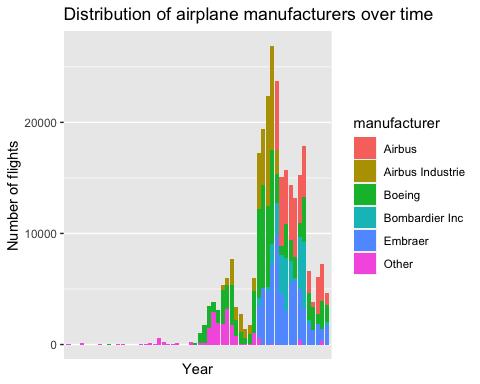 Distribution of airplane manufacturers over time
Number of flights
20000
10000
0
Year
manufacturer
Airbus
Airbus Industrie
Boeing
Bombardier Inc
Embraer
Other